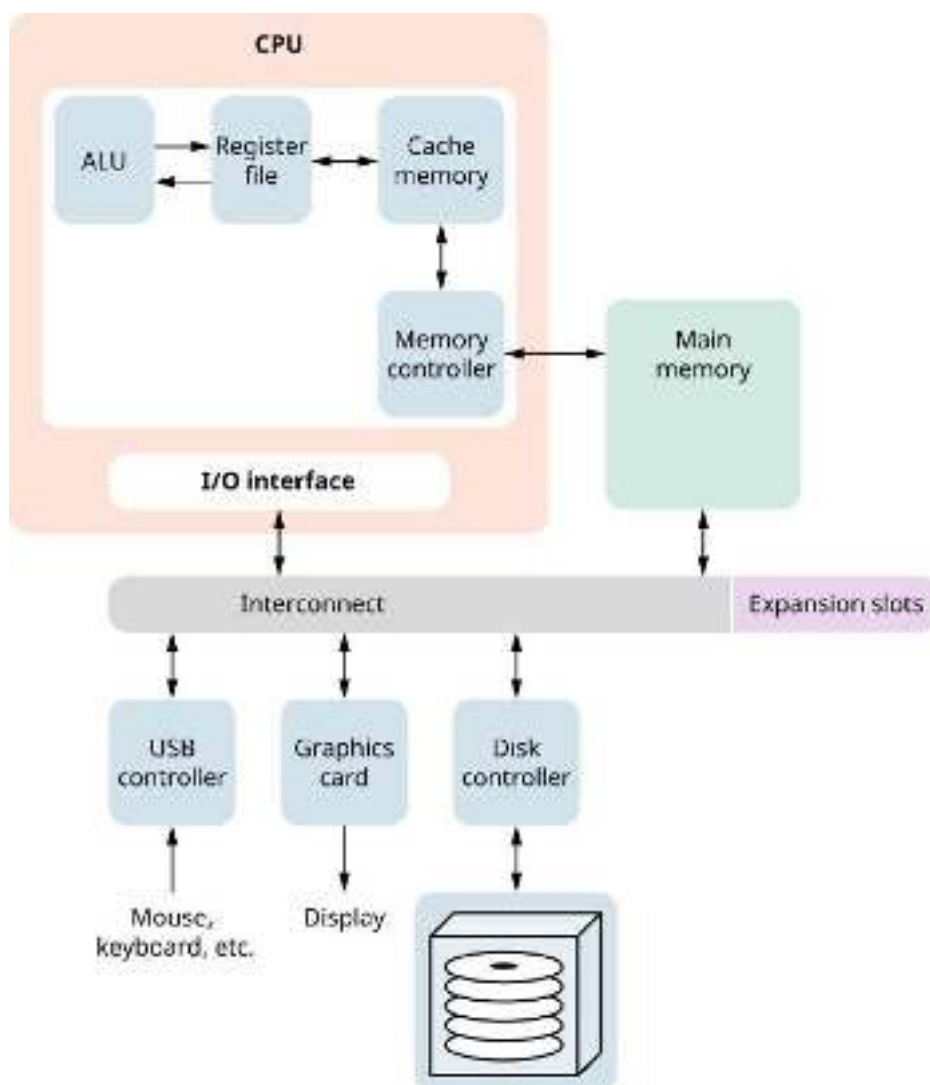 CPU
ALU
Register
file
Cache
memory
Memory
controller
Main
memory
I/O interface
Interconnect
Expansion slots
USB
controller
Graphics
card
Disk
controller
Mouse,
keyboard, etc.
Display